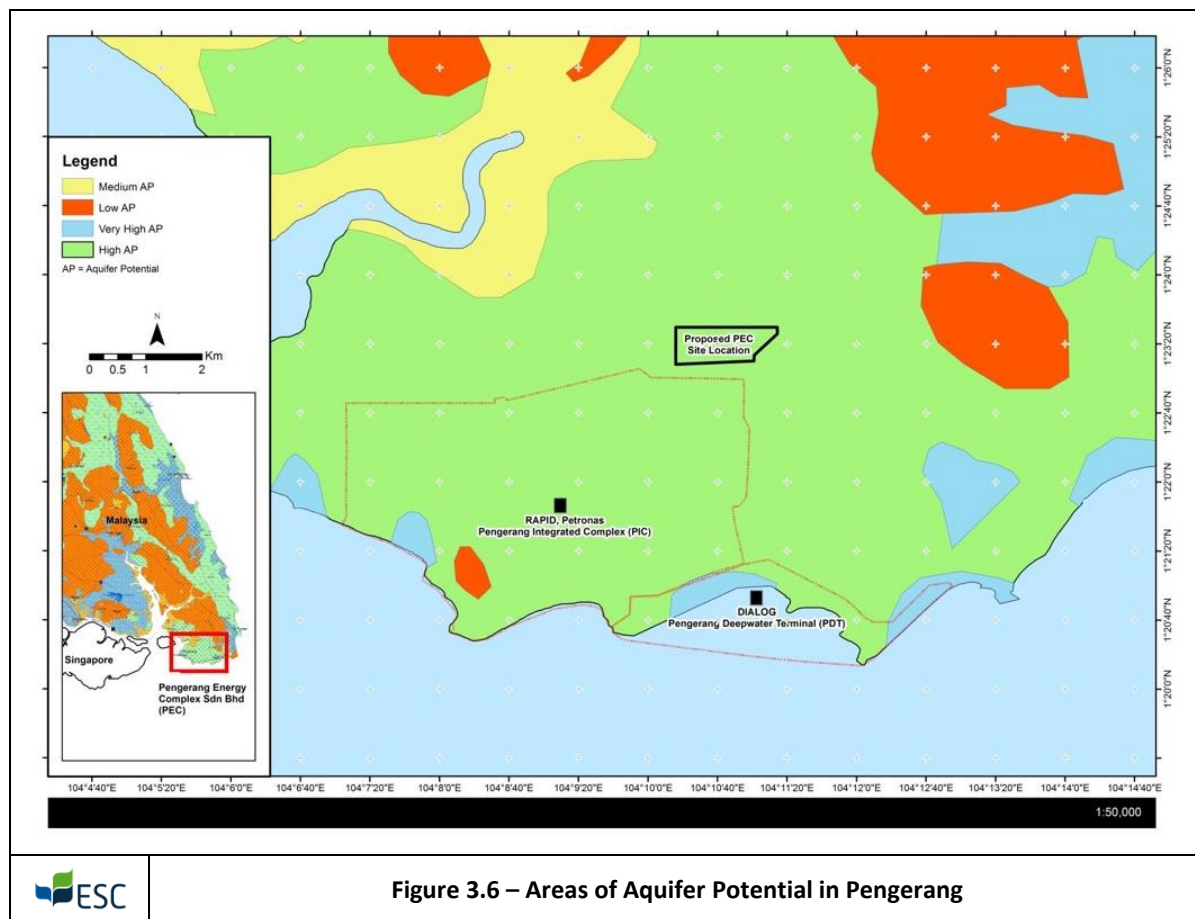 Legend
Medium AP
Low AP
Very High AP
High AP
AP = Aquifer Potential
N
Km
0 0.5 1 2
Malaysia
Singapore
Pengerang Energy
Complex Sdn Bhd
(PEC)
Proposed PEC
Site Location
RAPID, Petronas
Pengerang Integrated Complex (PIC)
DIALOG
Pengerang Deepwater Terminal (PDT)
1°26'0"N
1°25'20"N
1°24'40"N
1°24'0"N
1°23'20"N
1°22'40"N
1°22'0"N
1°21'20"N
1°20'40"N
1°20'0"N
104°4'40"E 104°5'20"E 104°6'0"E 104°6'40"E 104°7'20"E 104°8'0"E 104°8'40"E 104°9'20"E 104°10'0"E 104°10'40"E 104°11'20"E 104°12'0"E 104°12'40"E 104°13'20"E 104°14'0"E 104°14'40"E
1:50,000
ESC
Figure 3.6 – Areas of Aquifer Potential in Pengerang